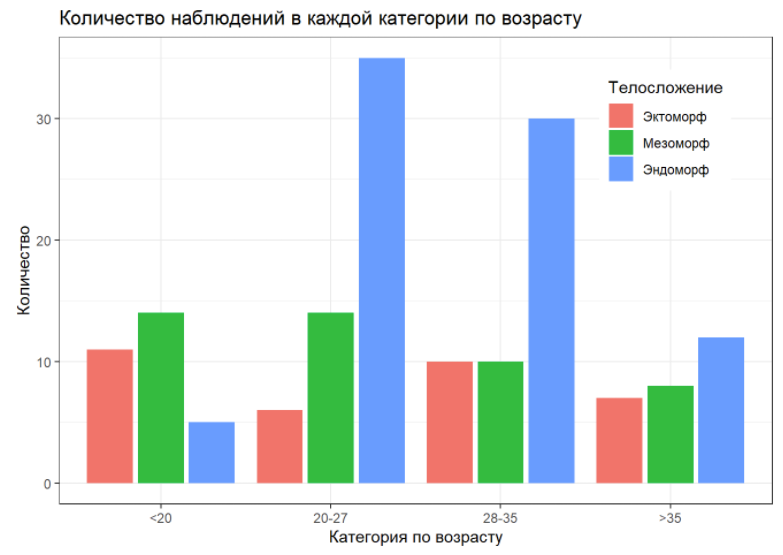 Количество наблюдений в каждой категории по возрасту
Телосложение
Эктоморф
Мезоморф
Эндоморф
Количество
30
20
10
0
<20
20-27
28-35
>35
Категория по возрасту